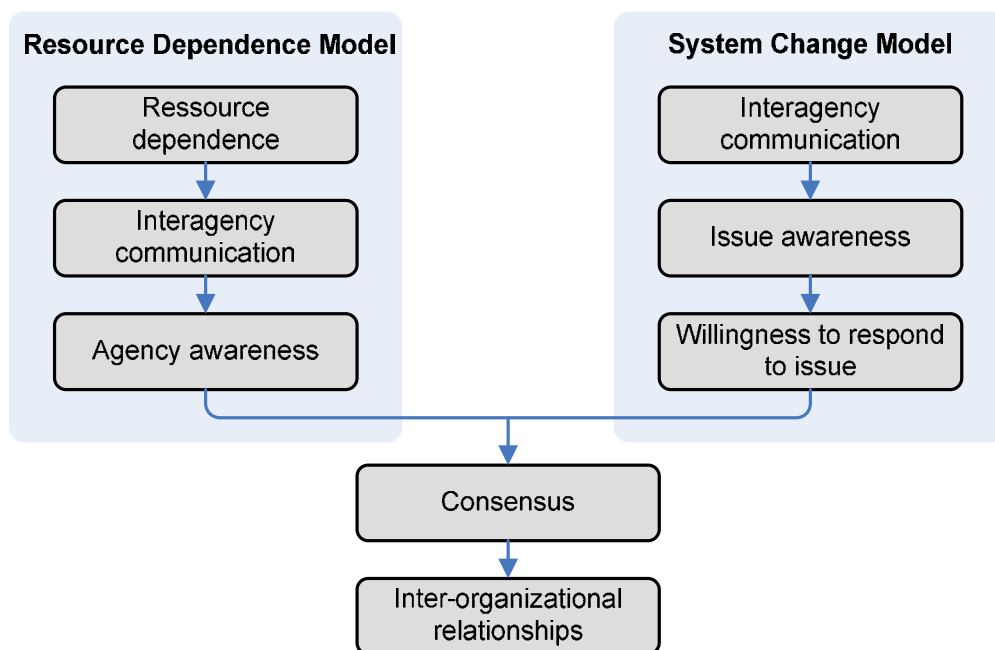 Resource Dependence Model
Ressource
dependence
Interagency
communication
Agency awareness
System Change Model
Interagency
communication
Issue awareness
Willingness to respond
to issue
Consensus
Inter-organizational
relationships